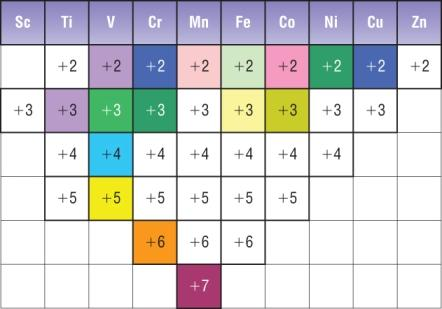 Sc Ti V Cr Mn Fe Co Ni Cu Zn
+2 +2 +2 +2 +2 +2 +2 +2 +2
+3 +3 +3 +3 +3 +3 +3 +3 +3
+4 +4 +4 +4 +4 +4 +4
+5 +5 +5 +5 +5 +5
+6 +6 +6
+7